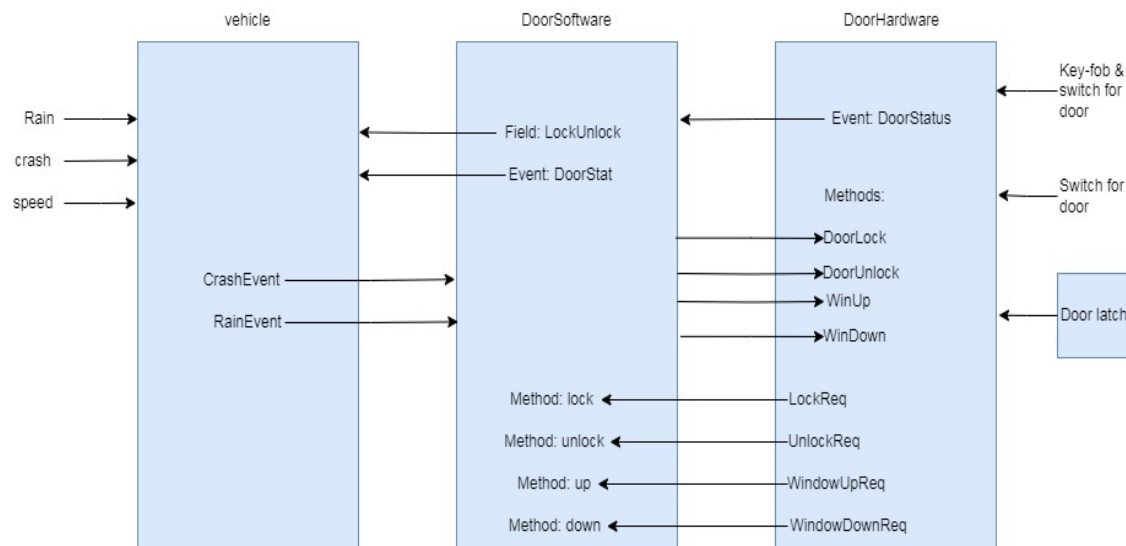 vehicle
DoorSoftware
DoorHardware
Key-fob &
switch for
door
Rain
Event: DoorStatus
Field: LockUnlock
crash
Event: DoorStat
Switch for
door
speed
Methods:
DoorLock
DoorUnlock
CrashEvent
WinUp
RainEvent
Door latch
WinDown
Method: lock
LockReq
Method: unlock
UnlockReq
Method: up
WindowUpReq
Method: down
WindowDownReq